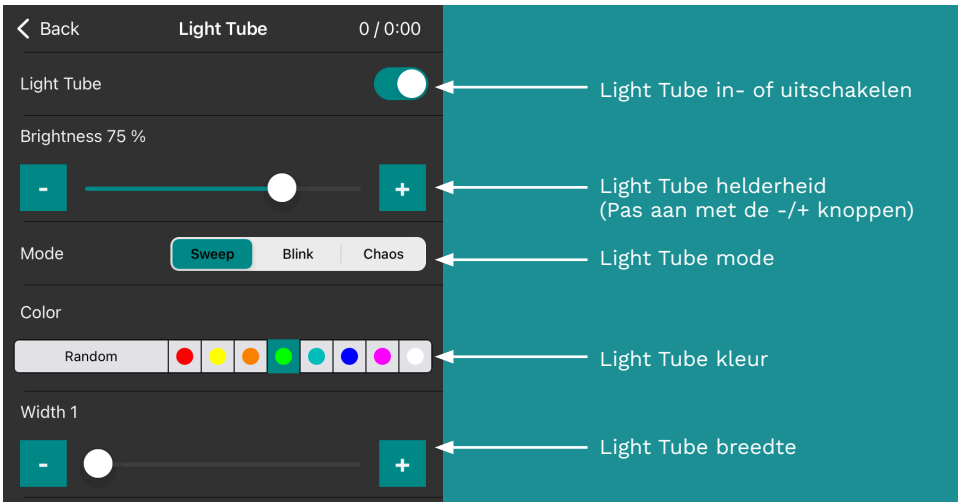 Back Light Tube 0 / 0:00
Light Tube
Light Tube in- of uitschakelen
Brightness 75 %
- +
Light Tube helderheid
(Pas aan met de -/+ knoppen)
Mode Sweep Blink Chaos
Light Tube mode
Color
Random
Light Tube kleur
Width 1
- +
Light Tube breedte